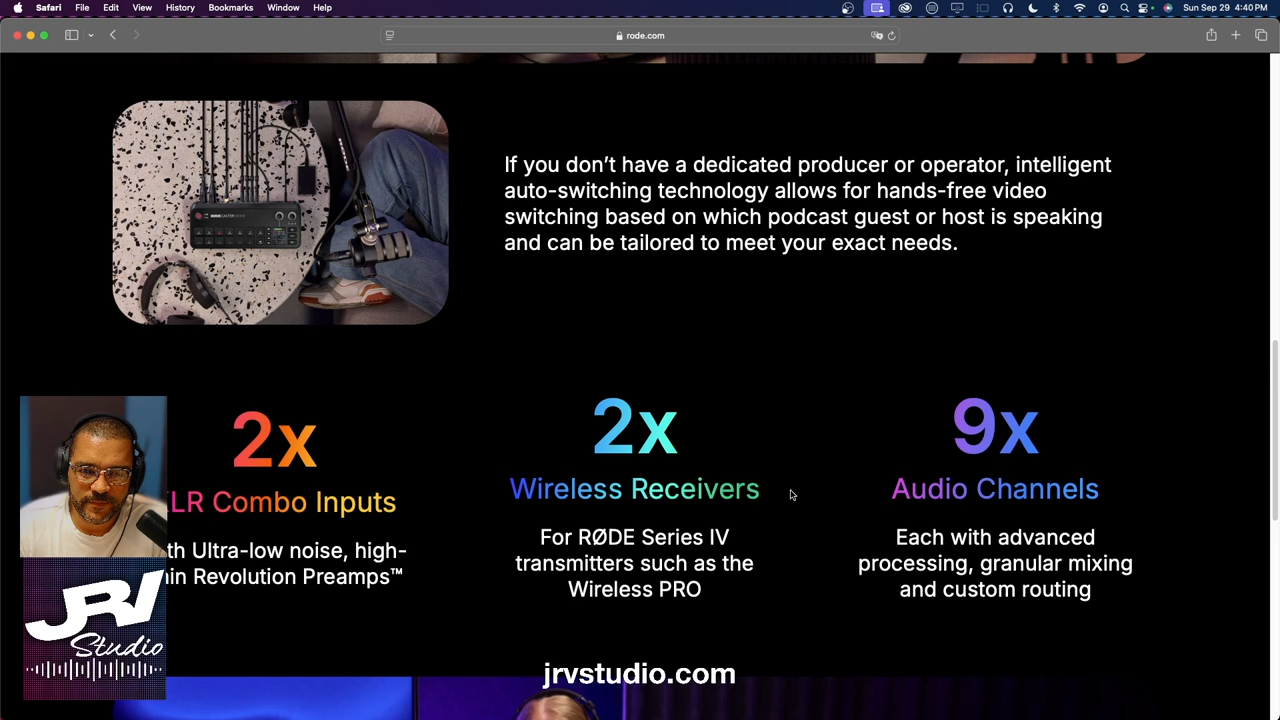 Safari File Edit View History Bookmarks Window Help Sun Sep 29 4:40 PM
rode.com
If you don't have a dedicated producer or operator, intelligent
auto-switching technology allows for hands-free video
switching based on which podcast guest or host is speaking
and can be tailored to meet your exact needs.
2x
LR Combo Inputs
th Ultra-low noise, high-
in Revolution Preamps™
2x
Wireless Receivers
For RØDE Series IV
transmitters such as the
Wireless PRO
9x
Audio Channels
Each with advanced
processing, granular mixing
and custom routing
JRV
Studio
jrvstudio.com